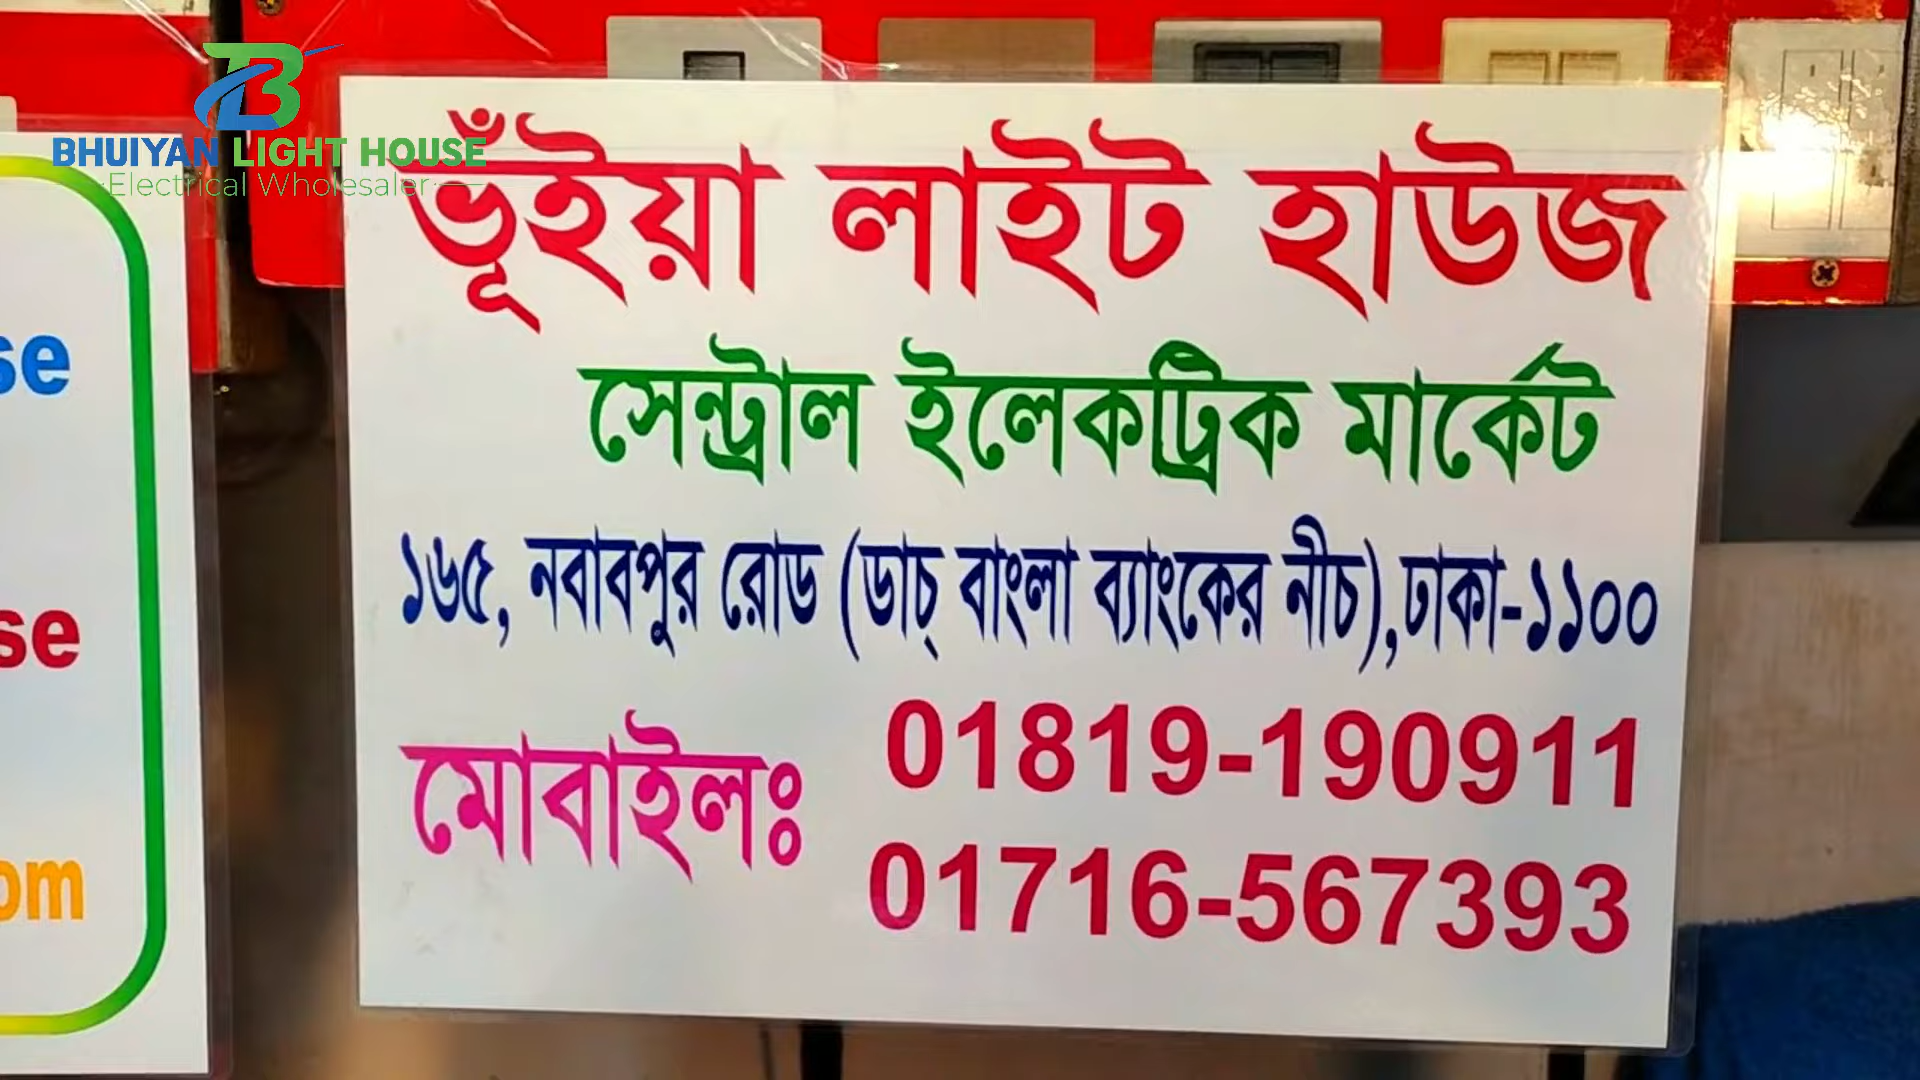 BHUIYAN LIGHT HOUSE
Electrical Wholesaler
ভূঁইয়া লাইট হাউজ
সেন্ট্রাল ইলেকট্রিক মার্কেট
১৬৫, নবাবপুর রোড (ডাচ্ বাংলা ব্যাংকের নীচ),ঢাকা-১১০০
মোবাইলঃ 01819-190911
01716-567393
se
se
om